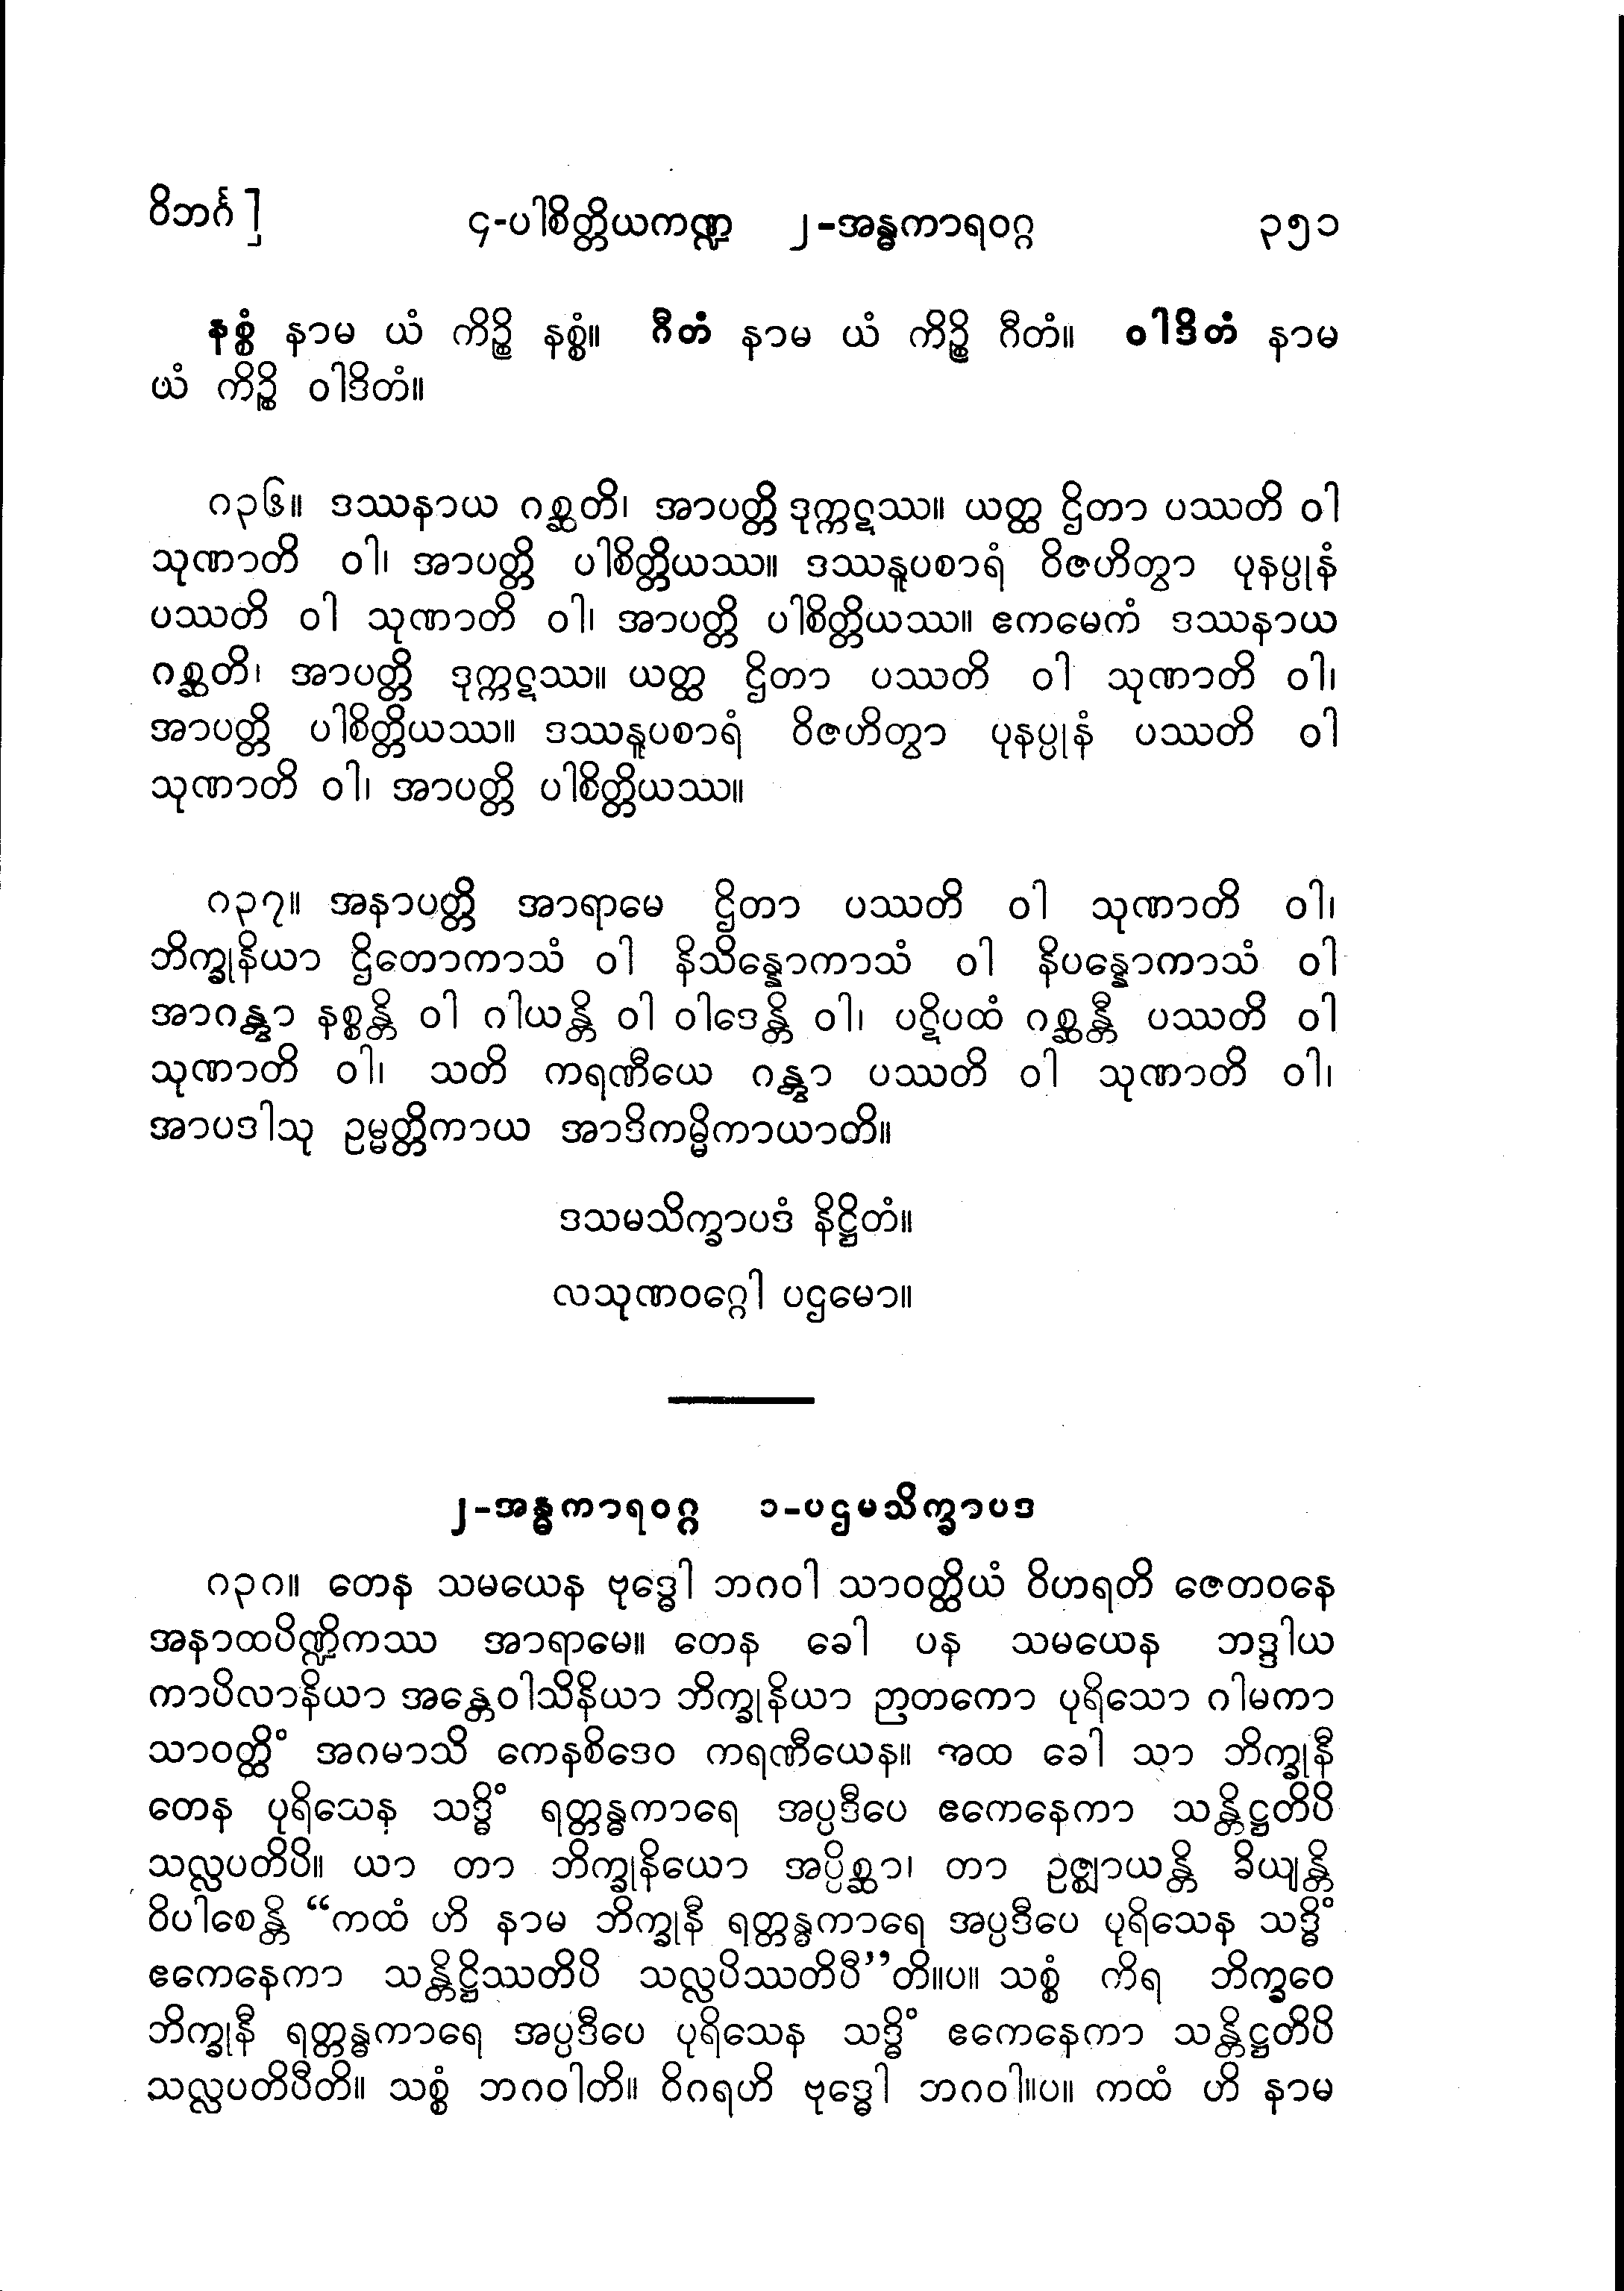 ဝိဘင်္ဂ] ၄-ပါစိတ္တိယကဏ္ဍ ၂-အန္ဓကာရဝဂ္ဂ ၃၅၁
နစ္စံ နာမ ယံ ကိဉ္စိ နစ္စံ။ ဂီတံ နာမ ယံ ကိဉ္စိ ဂီတံ။ ဝါဒိတံ နာမ
ယံ ကိဉ္စိ ဝါဒိတံ။
၈၃၆။ ဒဿနာယ ဂစ္ဆတိ၊ အာပတ္တိ ဒုက္ကဋဿ။ ယတ္ထ ဌိတာ ပဿတိ ဝါ
သုဏာတိ ဝါ၊ အာပတ္တိ ပါစိတ္တိယဿ။ ဒဿနူပစာရံ ဝိဇဟိတွာ ပုနပ္ပုနံ
ပဿတိ ဝါ သုဏာတိ ဝါ၊ အာပတ္တိ ပါစိတ္တိယဿ။ ဧကမေကံ ဒဿနာယ
ဂစ္ဆတိ၊ အာပတ္တိ ဒုက္ကဋဿ။ ယတ္ထ ဌိတာ ပဿတိ ဝါ သုဏာတိ ဝါ၊
အာပတ္တိ ပါစိတ္တိယဿ။ ဒဿနူပစာရံ ဝိဇဟိတွာ ပုနပ္ပုနံ ပဿတိ ဝါ
သုဏာတိ ဝါ၊ အာပတ္တိ ပါစိတ္တိယဿ။
၈၃၇။ အနာပတ္တိ အာရာမေ ဌိတာ ပဿတိ ဝါ သုဏာတိ ဝါ၊
ဘိက္ခုနိယာ ဌိတောကာသံ ဝါ နိသိန္နောကာသံ ဝါ နိပန္နောကာသံ ဝါ
အာဂန္တွာ နစ္စန္တိ ဝါ ဂါယန္တိ ဝါ ဝါဒေန္တိ ဝါ၊ ပဋိပထံ ဂစ္ဆန္တီ ပဿတိ ဝါ
သုဏာတိ ဝါ၊ သတိ ကရဏီယေ ဂန္တွာ ပဿတိ ဝါ သုဏာတိ ဝါ၊
အာပဒါသု ဥမ္မတ္တိကာယ အာဒိကမ္မိကာယာတိ။
ဒသမသိက္ခာပဒံ နိဋ္ဌိတံ။
လသုဏဝဂ္ဂေါ ပဌမော။
၂-အန္ဓကာရဝဂ္ဂ ၁-ပဌမသိက္ခာပဒ
၈၃၈။ တေန သမယေန ဗုဒ္ဓေါ ဘဂဝါ သာဝတ္ထိယံ ဝိဟရတိ ဇေတဝနေ
အနာထပိဏ္ဍိကဿ အာရာမေ။ တေန ခေါ ပန သမယေန ဘဒ္ဒါယ
ကာပိလာနိယာ အန္တေဝါသိနိယာ ဘိက္ခုနိယာ ဉာတကော ပုရိသော ဂါမကာ
သာဝတ္ထိံ အဂမာသိ ကေနစိဒေဝ ကရဏီယေန။ အထ ခေါ သာ ဘိက္ခုနီ
တေန ပုရိသေန သဒ္ဓိံ ရတ္တန္ဓကာရေ အပ္ပဒီပေ ဧကေနေကာ သန္တိဋ္ဌတိပိ
သလ္လပတိပိ။ ယာ တာ ဘိက္ခုနိယော အပ္ပိစ္ဆာ၊ တာ ဥဇ္ဈာယန္တိ ခိယျန္တိ
ဝိပါစေန္တိ “ကထံ ဟိ နာမ ဘိက္ခုနီ ရတ္တန္ဓကာရေ အပ္ပဒီပေ ပုရိသေန သဒ္ဓိံ
ဧကေနေကာ သန္တိဋ္ဌိဿတိပိ သလ္လပိဿတိပီ”တိ။ပ။ သစ္စံ ကိရ ဘိက္ခဝေ
ဘိက္ခုနီ ရတ္တန္ဓကာရေ အပ္ပဒီပေ ပုရိသေန သဒ္ဓိံ ဧကေနေကာ သန္တိဋ္ဌတိပိ
သလ္လပတိပီတိ။ သစ္စံ ဘဂဝါတိ။ ဝိဂရဟိ ဗုဒ္ဓေါ ဘဂဝါ။ပ။ ကထံ ဟိ နာမ